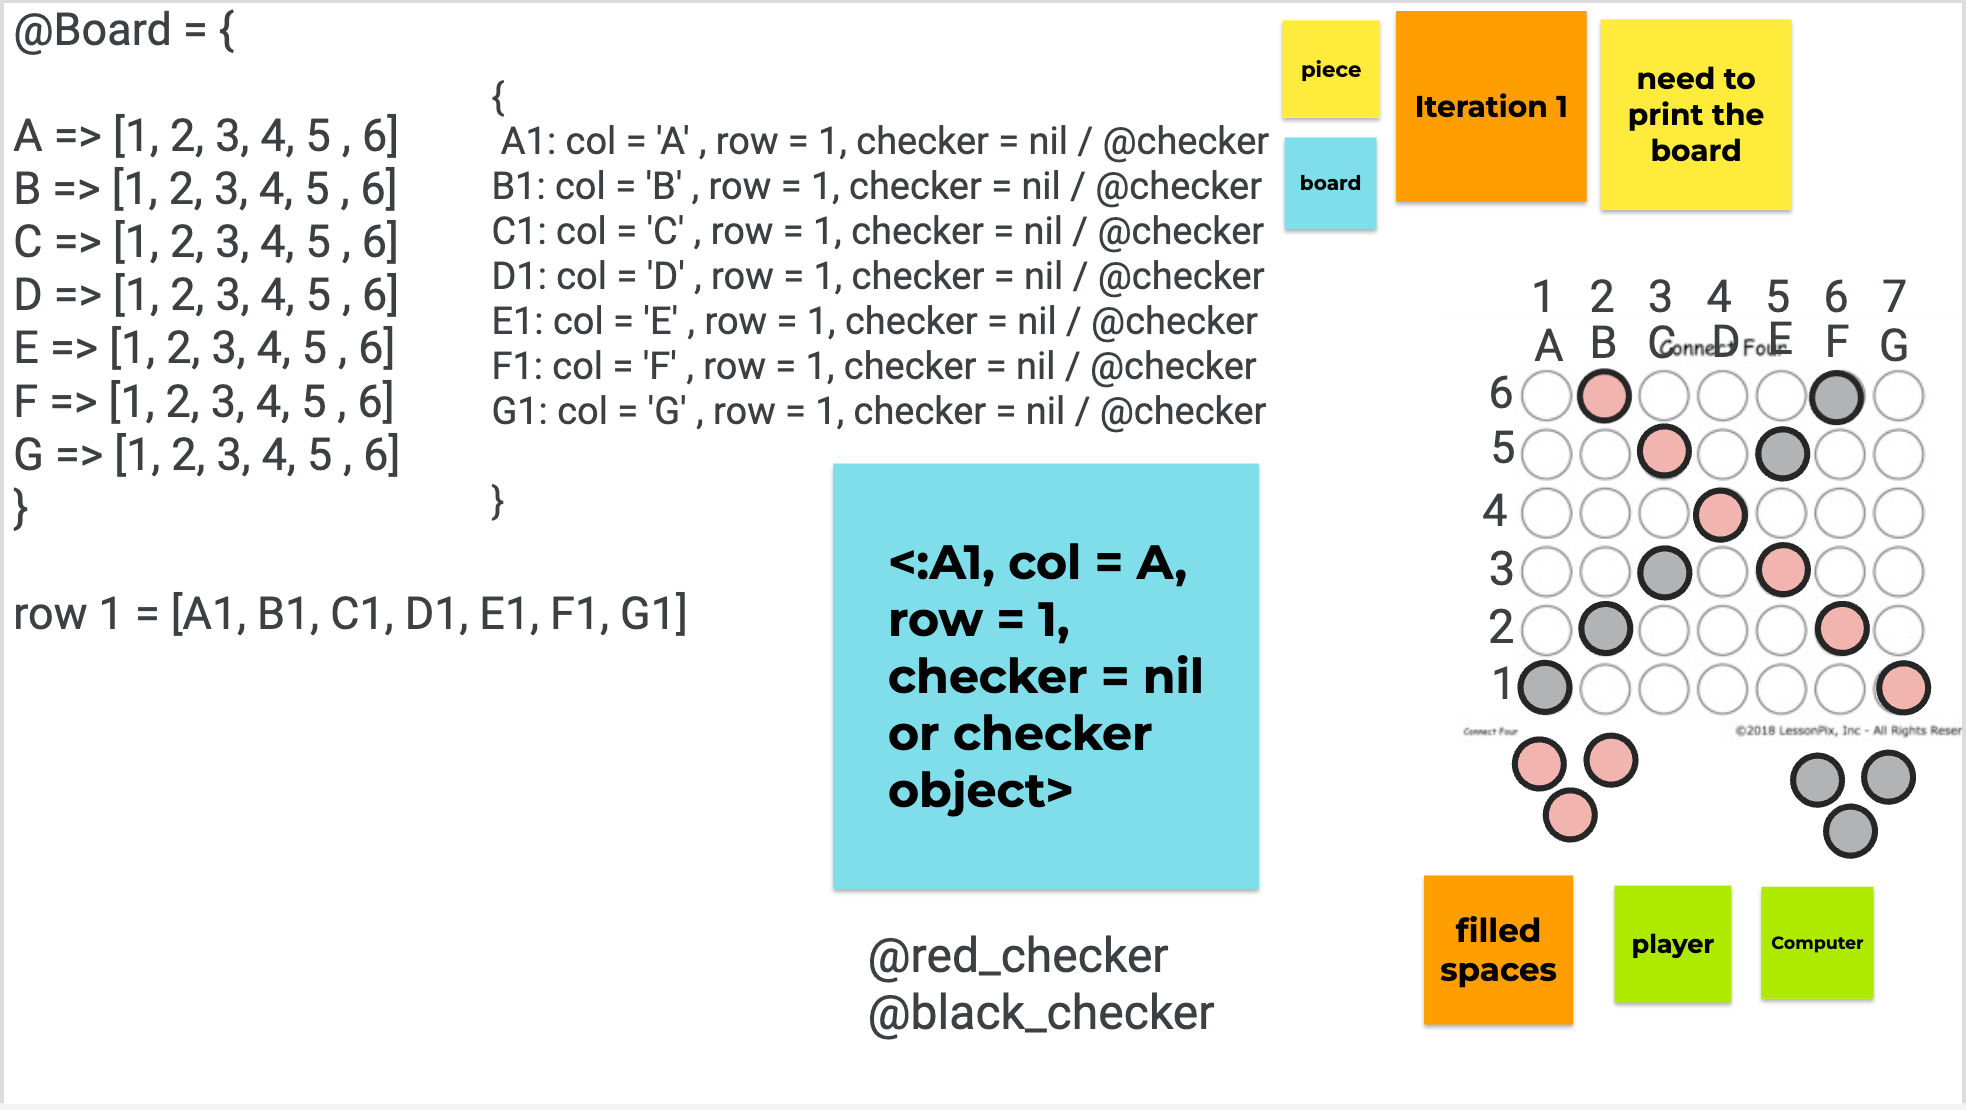 @Board = {
A => [1, 2, 3, 4, 5 , 6]
B => [1, 2, 3, 4, 5 , 6]
C => [1, 2, 3, 4, 5 , 6]
D => [1, 2, 3, 4, 5 , 6]
E => [1, 2, 3, 4, 5 , 6]
F => [1, 2, 3, 4, 5 , 6]
G => [1, 2, 3, 4, 5 , 6]
}
row 1 = [A1, B1, C1, D1, E1, F1, G1]
{
A1: col = 'A' , row = 1, checker = nil / @checker
B1: col = 'B' , row = 1, checker = nil / @checker
C1: col = 'C' , row = 1, checker = nil / @checker
D1: col = 'D' , row = 1, checker = nil / @checker
E1: col = 'E' , row = 1, checker = nil / @checker
F1: col = 'F' , row = 1, checker = nil / @checker
G1: col = 'G' , row = 1, checker = nil / @checker
}
<:A1, col = A,
row = 1,
checker = nil
or checker
object>
@red_checker
@black_checker
piece
board
Iteration 1
need to
print the
board
1 2 3 4 5 6 7
A B C D E F G
Connect Four
6
5
4
3
2
1
Connect Four
©2018 LessonPix, Inc - All Rights Reser
filled
spaces
player
Computer